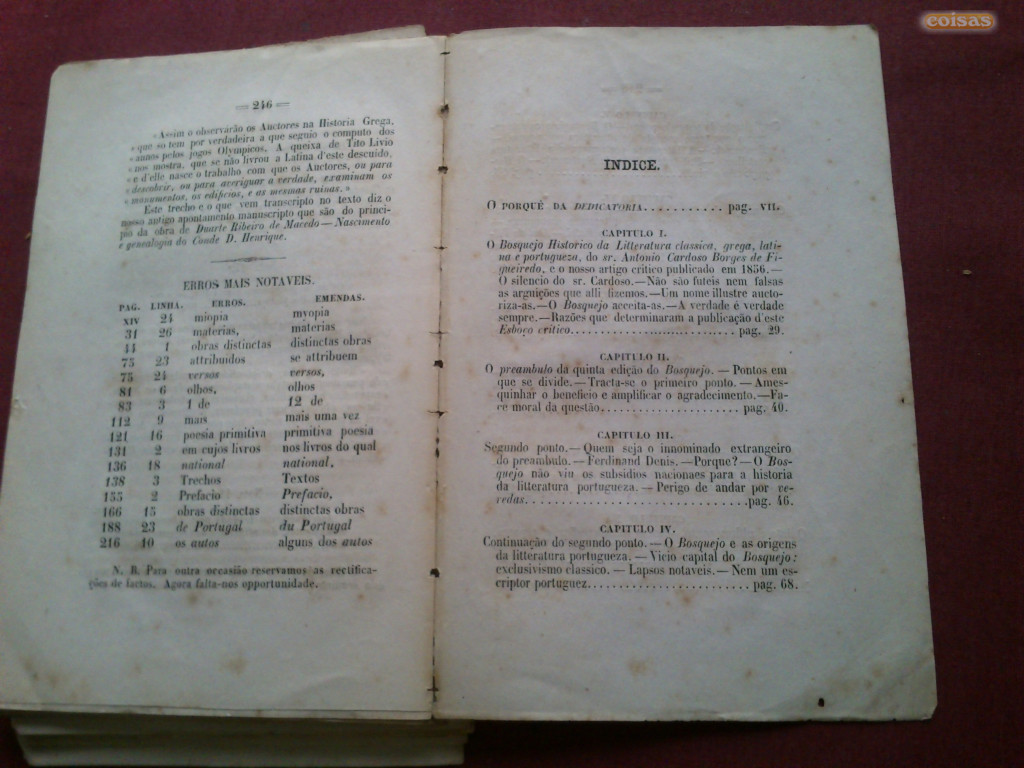 coisas
= 246 =
«Assim o observárão os Auctores na Historia Grega,
«que só tem por verdadeira a que seguio o computo dos
«annos pelos jogos Olympicos. A queixa de Tito Livio
«nos mostra, que se não livrou a Latina d'este descuido,
«e d'elle nasce o trabalho com que os Auctores, ou para
«descobrir, ou para averiguar a verdade, examinam os
«monumentos, os edificios, e as mesmas ruinas.»
Este trecho e o que vem transcripto no texto diz o
nosso antigo apontamento manuscripto que são do princi-
pio da obra de Duarte Ribeiro de Macedo—Nascimento
e genealogia do Conde D. Henrique.
ERROS MAIS NOTAVEIS.
PAG. LINHA. ERROS. EMENDAS.
XIV 24 miopia myopia
31 26 materias, materias
44 1 obras distinctas distinctas obras
75 23 attribuidos se attribuem
75 24 versos versos,
81 6 olhos, olhos
83 3 1 de 12 de
112 9 mais mais uma vez
121 16 poesia primitiva primitiva poesia
131 2 em cujos livros nos livros do qual
136 18 national national,
138 3 Trechos Textos
155 2 Prefacio Prefacio,
166 15 obras distinctas distinctas obras
188 23 de Portugal du Portugal
216 10 os autos alguns dos autos
N. B. Para outra occasião reservamos as rectifica-
ções de factos. Agora falta-nos opportunidade.
INDICE.
O PORQUÊ DA DEDICATORIA........... pag. VII.
CAPITULO I.
O Bosquejo Historico da Litteratura classica, grega, lati-
na e portugueza, do sr. Antonio Cardoso Borges de Fi-
gueiredo, e o nosso artigo critico publicado em 1856.—
O silencio do sr. Cardoso.—Não são futeis nem falsas
as arguições que alli fizemos.—Um nome illustre aucto-
riza-as.—O Bosquejo acceita-as.—A verdade é verdade
sempre.—Razões que determinaram a publicação d'este
Esboço critico........................... pag. 29.
CAPITULO II.
O preambulo da quinta edição do Bosquejo. — Pontos em
que se divide.—Tracta-se o primeiro ponto.—Ames-
quinhar o beneficio e amplificar o agradecimento.—Fa-
ce moral da questão...................... pag. 40.
CAPITULO III.
Segundo ponto.—Quem seja o innominado extrangeiro
do preambulo.—Ferdinand Denis.—Porque?—O Bos-
quejo não viu os subsidios nacionaes para a historia
da litteratura portugueza.—Perigo de andar por ve-
redas...................................pag. 46.
CAPITULO IV.
Continuação do segundo ponto.—O Bosquejo e as origens
da litteratura portugueza.—Vicio capital do Bosquejo:
exclusivismo classico. — Lapsos notaveis.—Nem um es-
criptor portuguez........................ pag. 68.